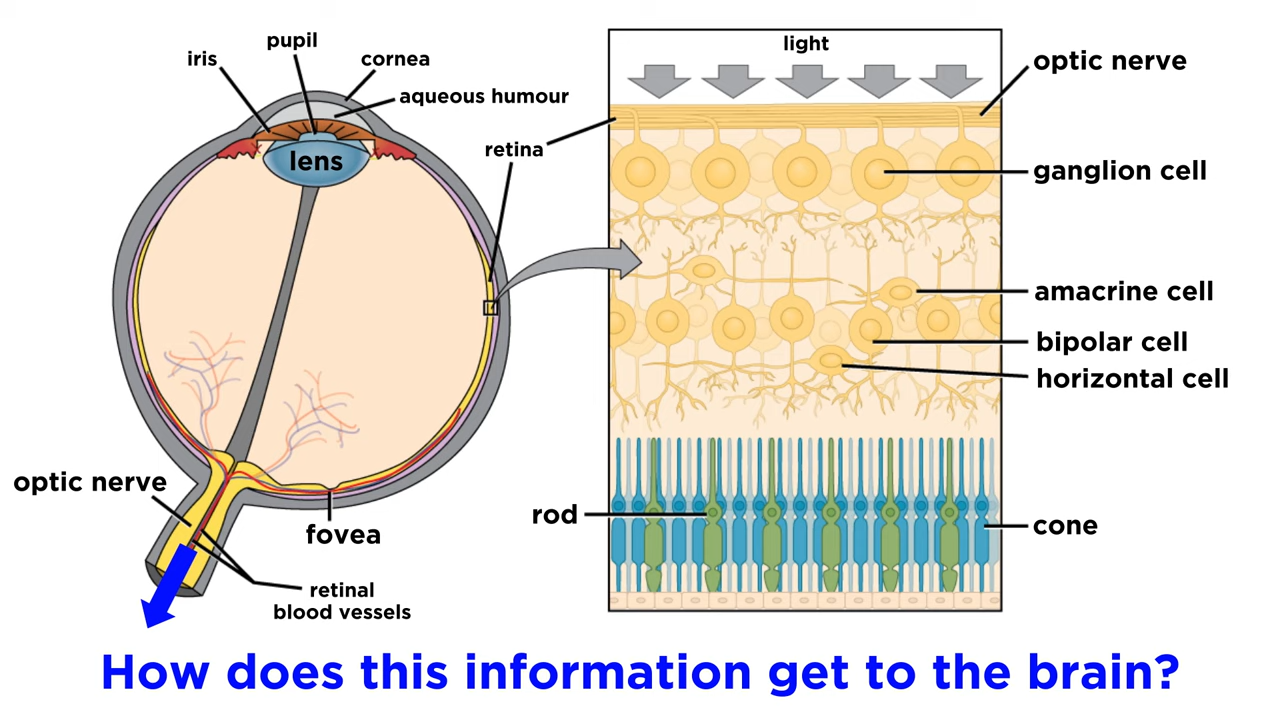 pupil
iris
cornea
aqueous humour
lens
retina
optic nerve
fovea
retinal
blood vessels
light
optic nerve
ganglion cell
amacrine cell
bipolar cell
horizontal cell
rod
cone
How does this information get to the brain?